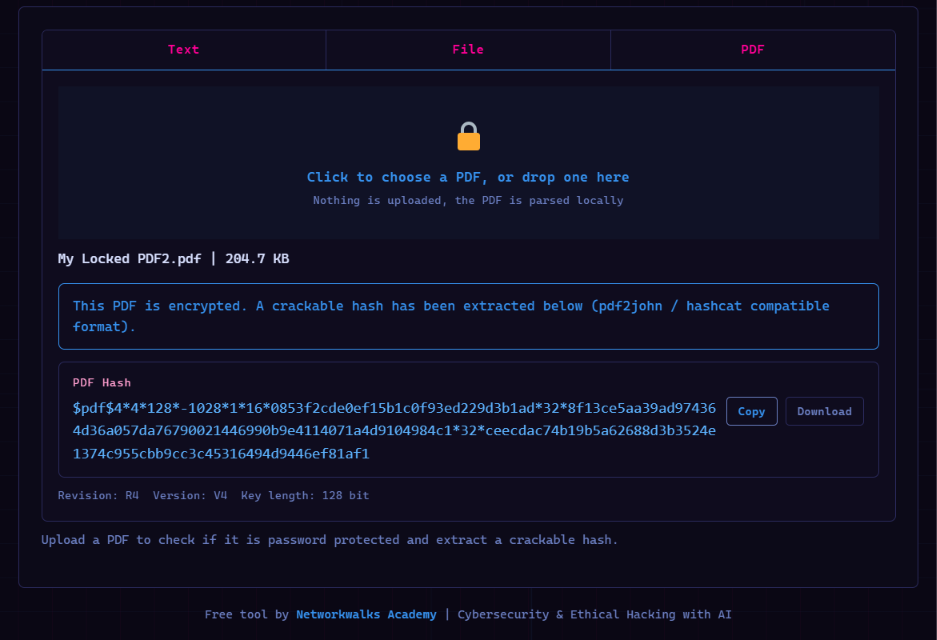 Text
File
PDF
Click to choose a PDF, or drop one here
Nothing is uploaded, the PDF is parsed locally
My Locked PDF2.pdf | 204.7 KB
This PDF is encrypted. A crackable hash has been extracted below (pdf2john / hashcat compatible
format).
PDF Hash
$pdf$4*4*128*-1028*1*16*0853f2cde0ef15b1c0f93ed229d3b1ad*32*8f13ce5aa39ad97436
4d36a057da76790021446990b9e4114071a4d9104984c1*32*ceecdac74b19b5a62688d3b3524e
1374c955cbb9cc3c45316494d9446ef81af1
Copy
Download
Revision: R4 Version: V4 Key length: 128 bit
Upload a PDF to check if it is password protected and extract a crackable hash.
Free tool by Networkwalks Academy | Cybersecurity & Ethical Hacking with AI